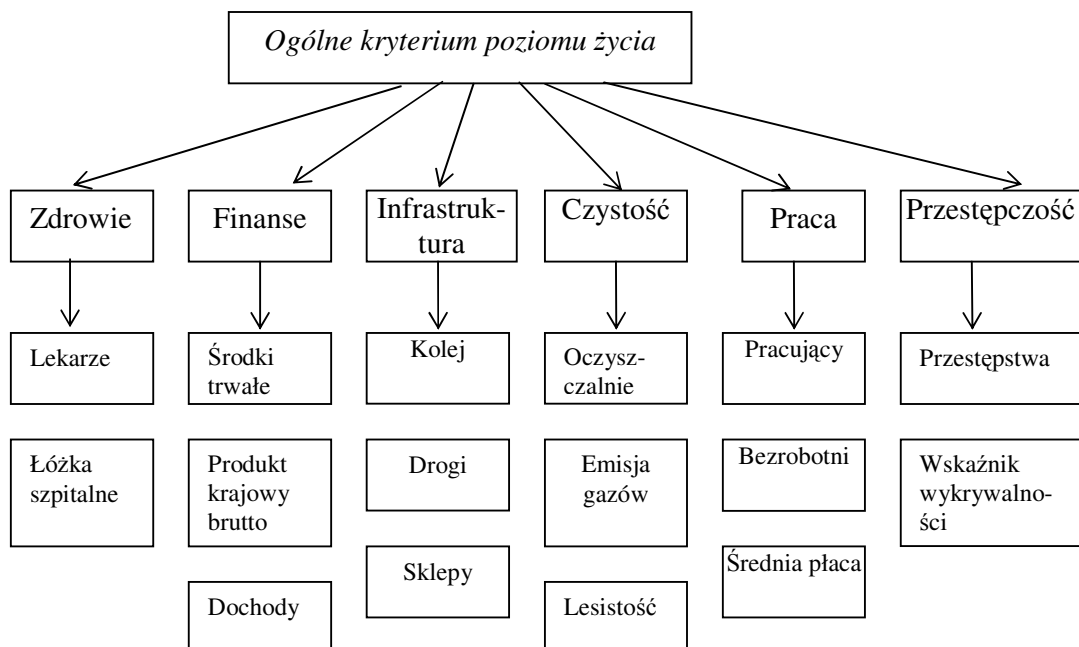 Ogólne kryterium poziomu życia
Zdrowie
Finanse
Infrastruk-
tura
Czystość
Praca
Przestępczość
Lekarze
Środki
trwałe
Kolej
Oczysz-
czalnie
Pracujący
Przestępstwa
Łóżka
szpitalne
Produkt
krajowy
brutto
Drogi
Emisja
gazów
Bezrobotni
Wskaźnik
wykrywalno-
ści
Dochody
Sklepy
Lesistość
Średnia płaca